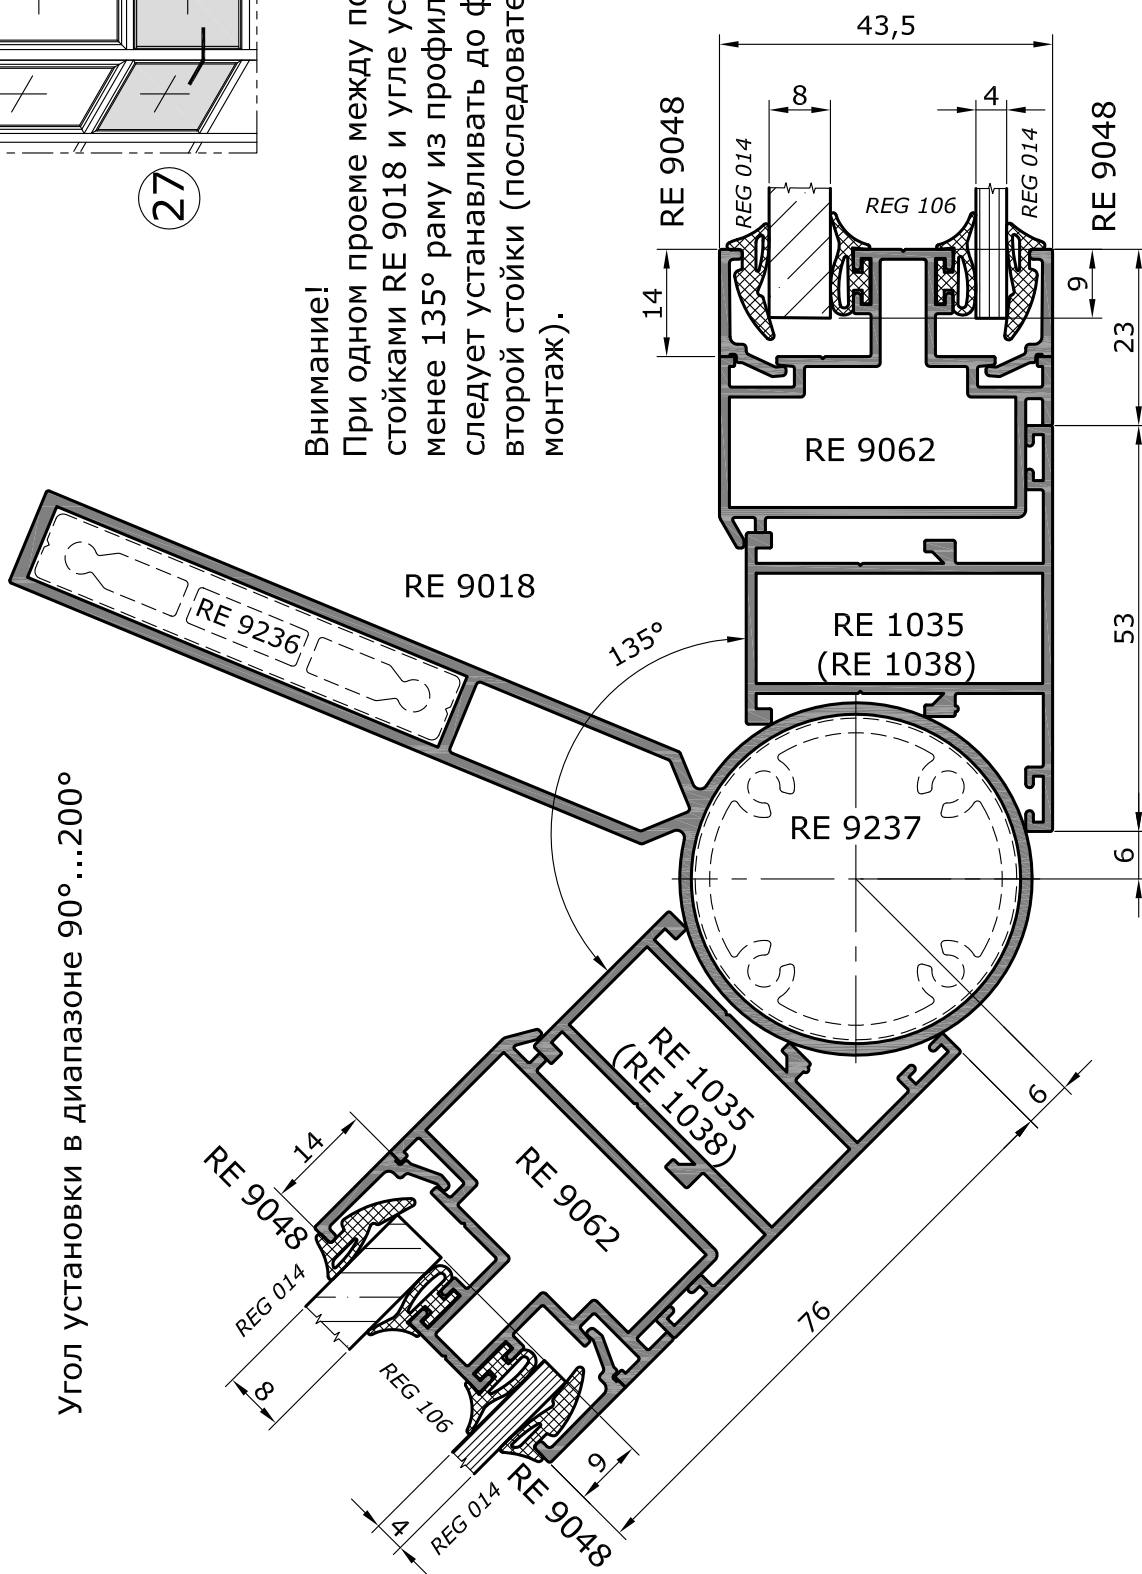 27
Внимание!
При одном проеме между
стойками RE 9018 и угле
менее 135° раму из
следует устанавливать до
второй стойки
монтаж).
43,5
8
4
RE 9048
REG 014
REG 106
REG 014
RE 9048
14
9
23
RE 9062
RE 9018
RE 9236
135°
RE 1035
(RE 1038)
53
RE 9237
6
Угол установки в диапазоне 90°...200°
RE 1035
(RE 1038)
6
14
RE 9048
RE 9062
REG 014
76
8
REG 106
9
4
REG 014
RE 9048